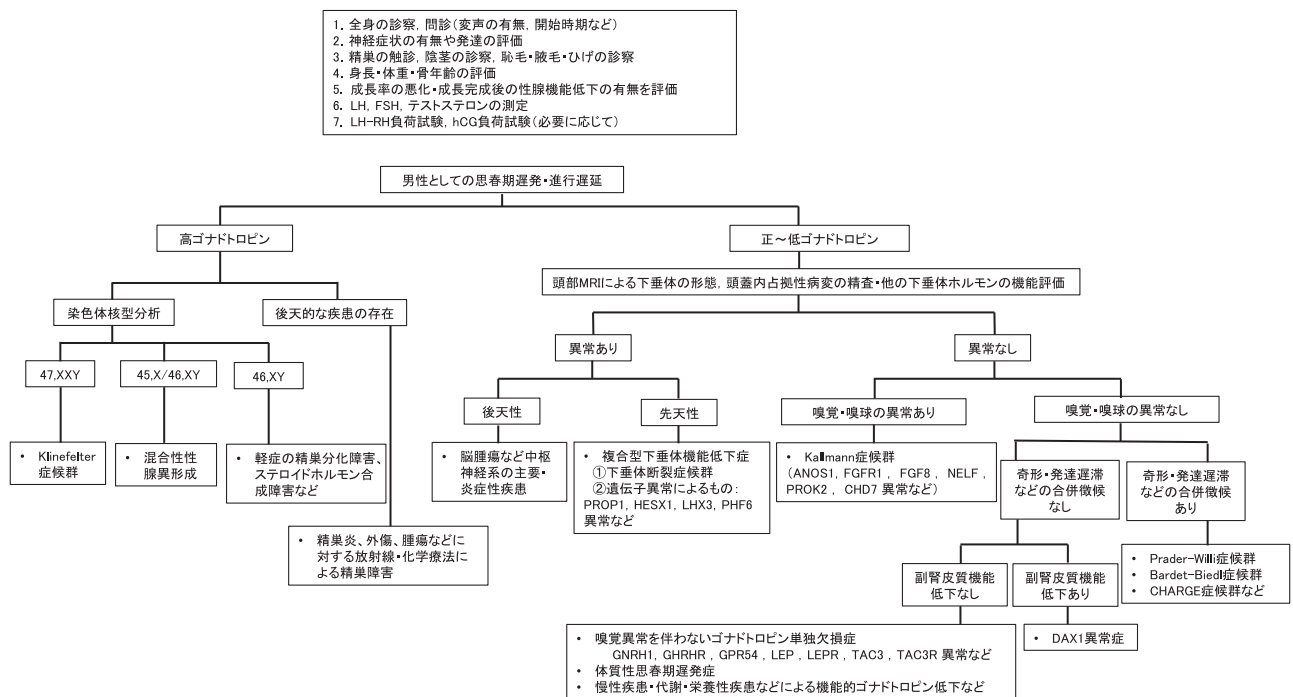 1. 全身の診察，問診（変声の有無，開始時期など）
2. 神経症状の有無や発達の評価
3. 精巣の触診，陰茎の診察，恥毛・腋毛・ひげの診察
4. 身長・体重・骨年齢の評価
5. 成長率の悪化・成長完成後の性腺機能低下の有無を評価
6. LH, FSH, テストステロンの測定
7. LH-RH負荷試験，hCG負荷試験（必要に応じて）
男性としての思春期遅発・進行遅延
高ゴナドトロピン
正～低ゴナドトロピン
頭部MRIによる下垂体の形態，頭蓋内占拠性病変の精査・他の下垂体ホルモンの機能評価
染色体核型分析
後天的な疾患の存在
異常あり
異常なし
47,XXY
45,X/46,XY
46,XY
後天性
先天性
嗅覚・嗅球の異常あり
嗅覚・嗅球の異常なし
• Klinefelter
症候群
• 混合性性
腺異形成
• 軽症の精巣分化障害、
ステロイドホルモン合
成障害など
• 精巣炎、外傷、腫瘍などに
対する放射線・化学療法に
よる精巣障害
• 脳腫瘍など中枢
神経系の主要・
炎症性疾患
• 複合型下垂体機能低下症
①下垂体断裂症候群
②遺伝子異常によるもの：
PROP1, HESX1, LHX3, PHF6
異常など
• Kallmann症候群
（ANOS1, FGFR1 , FGF8 , NELF ,
PROK2 , CHD7 異常など）
奇形・発達遅滞
などの合併徴候
なし
奇形・発達遅滞
などの合併徴候
あり
副腎皮質機能
低下なし
副腎皮質機能
低下あり
• Prader-Willi症候群
• Bardet-Biedl症候群
• CHARGE症候群など
• 嗅覚異常を伴わないゴナドトロピン単独欠損症
GNRH1, GHRHR , GPR54 , LEP , LEPR , TAC3 , TAC3R 異常など
• 体質性思春期遅発症
• 慢性疾患・代謝・栄養性疾患などによる機能的ゴナドトロピン低下など
• DAX1異常症